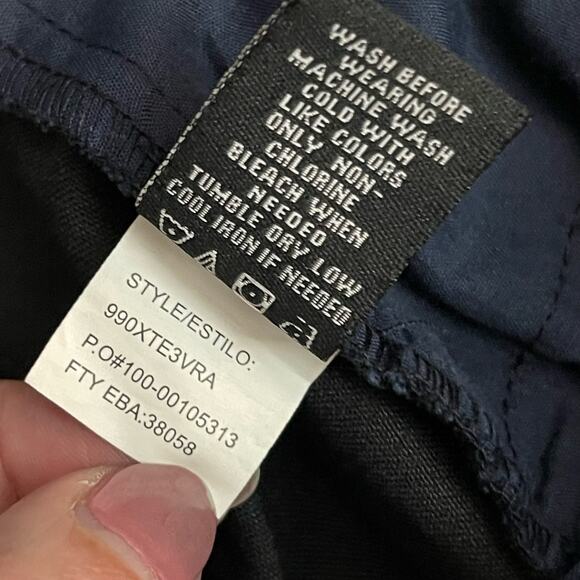 WASH BEFORE
WEARING
MACHINE WASH
COLD WITH
LIKE COLORS
ONLY NON-
CHLORINE
BLEACH WHEN
NEEDED
TUMBLE DRY LOW
COOL IRON IF NEEDED
STYLE/ESTILO:
990XTE3VRA
P.O#100-00105313
FTY EBA:38058